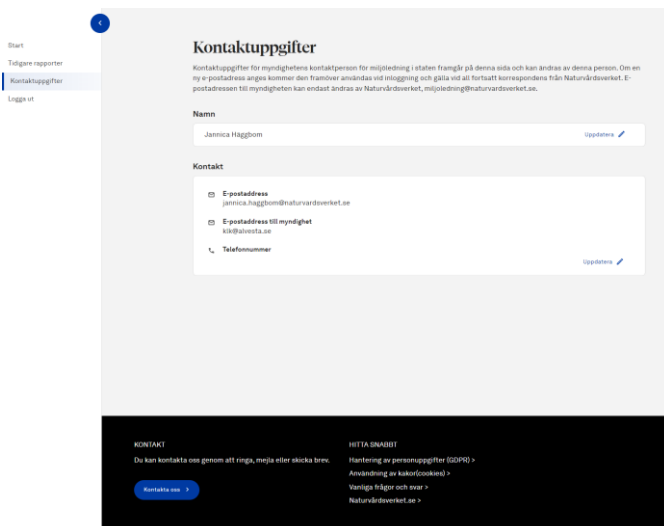 Start
Tidigare rapporter
Kontaktuppgifter
Logga ut
Kontaktuppgifter
Kontaktuppgifter för myndighetens kontaktperson för miljöledning i staten framgår på denna sida och kan ändras av denna person. Om en
ny e-postadress anges kommer den framöver användas vid inloggning och gälla vid all fortsatt korrespondens från Naturvårdsverket. E-
postadressen till myndigheten kan endast ändras av Naturvårdsverket, miljoledning@naturvardsverket.se.
Namn
Jannica Häggbom
Uppdatera
Kontakt
E-postaddress
jannica.haggbom@naturvardsverket.se
E-postaddress till myndighet
klk@alvesta.se
Telefonnummer
Uppdatera
KONTAKT
Du kan kontakta oss genom att ringa, mejla eller skicka brev.
Kontakta oss >
HITTA SNABBT
Hantering av personuppgifter (GDPR) >
Användning av kakor(cookies) >
Vanliga frågor och svar >
Naturvårdsverket.se >